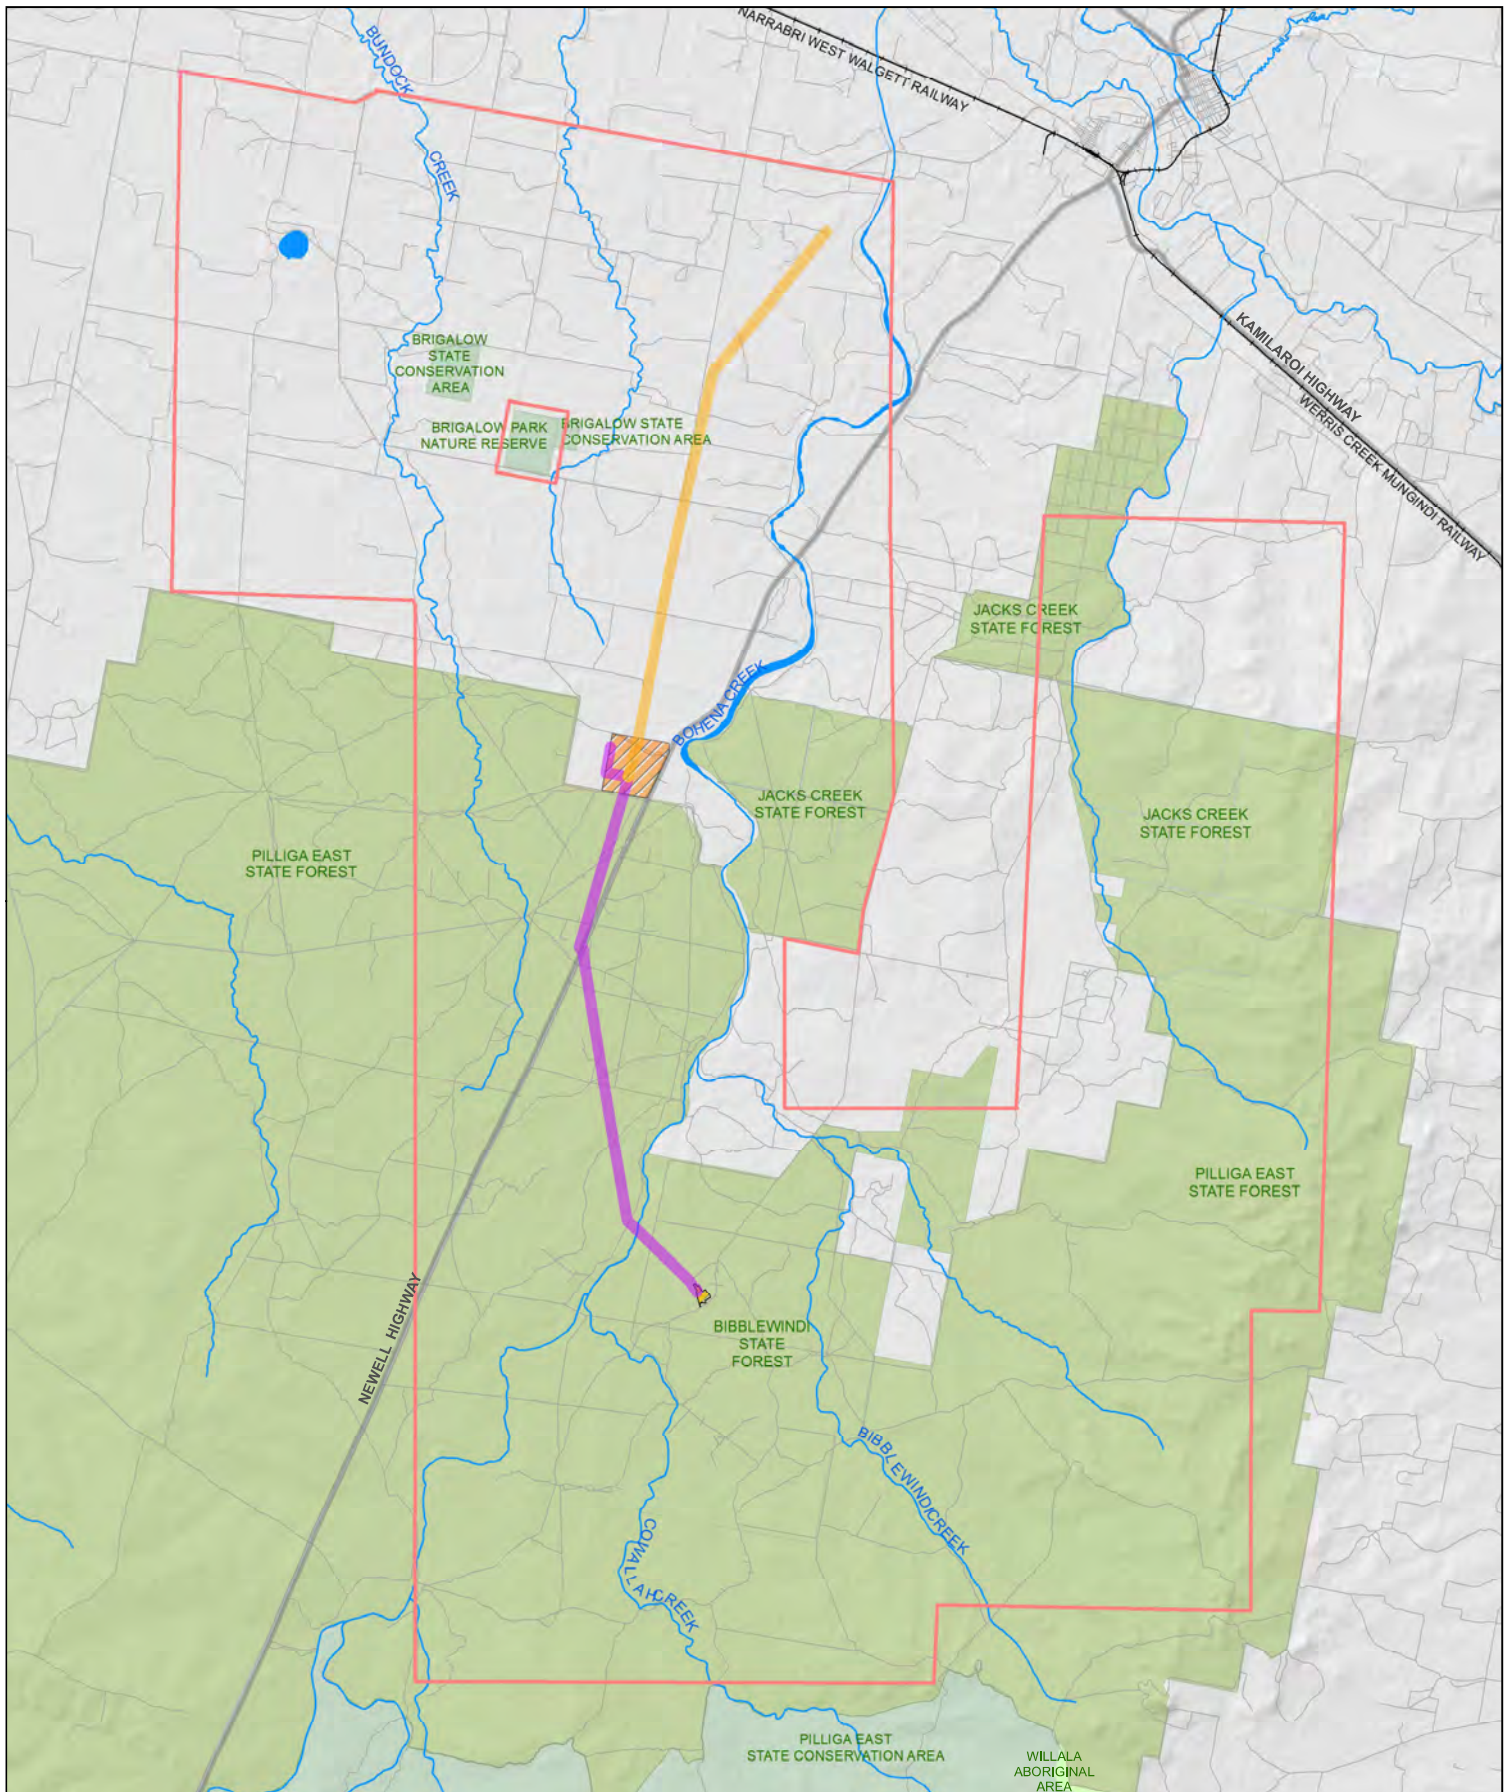 NARRABRI WEST WALGETT RAILWAY
BUNDOCK
CREEK
KAMILAROI HIGHWAY
WERRIS CREEK MUNGINDI RAILWAY
BRIGALOW
STATE
CONSERVATION
AREA
BRIGALOW PARK
NATURE RESERVE
BRIGALOW STATE
CONSERVATION AREA
JACKS CREEK
STATE FOREST
BOHENA CREEK
JACKS CREEK
STATE FOREST
JACKS CREEK
STATE FOREST
PILLIGA EAST
STATE FOREST
PILLIGA EAST
STATE FOREST
NEWELL HIGHWAY
BIBBLEWINDI
STATE
FOREST
BIBBLEWINDI CREEK
COWALLAH
CREEK
PILLIGA EAST
STATE CONSERVATION AREA
WILLALA
ABORIGINAL
AREA